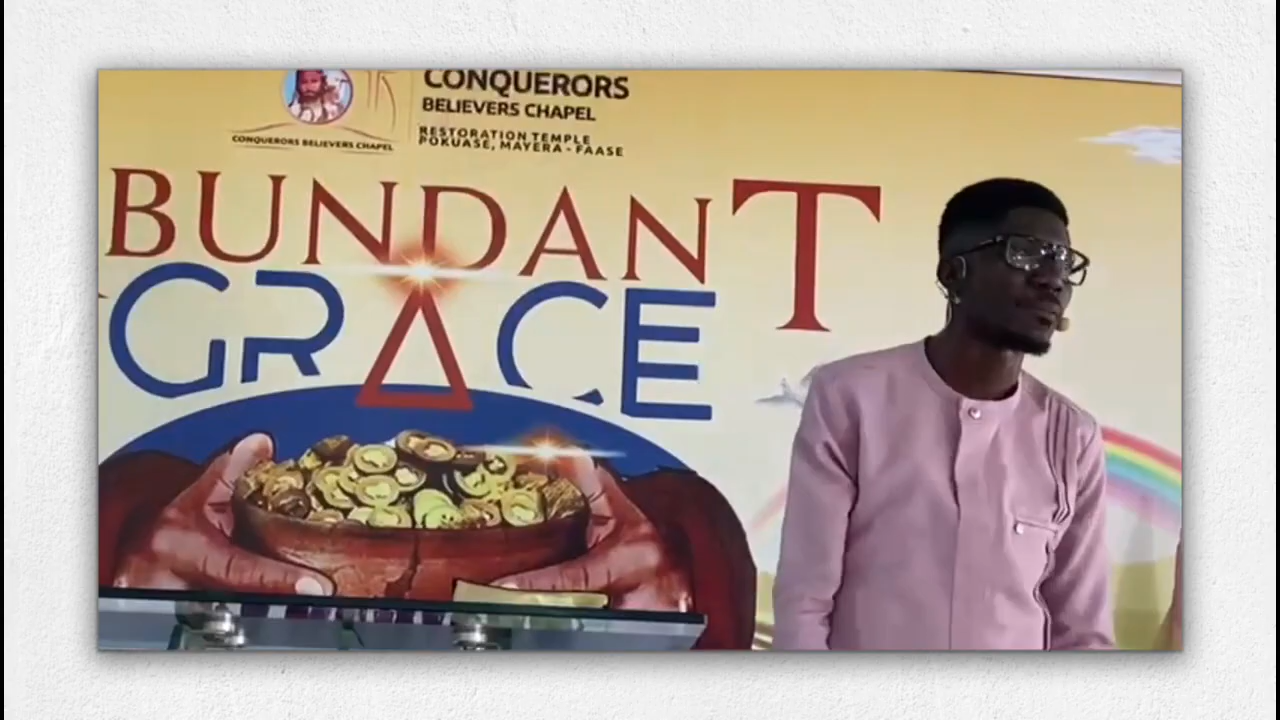 CONQUERORS
BELIEVERS CHAPEL
RESTORATION TEMPLE
POKUASE, MAYERA - FAASE
CONQUERORS BELIEVERS CHAPEL
BUNDANT
GRACE